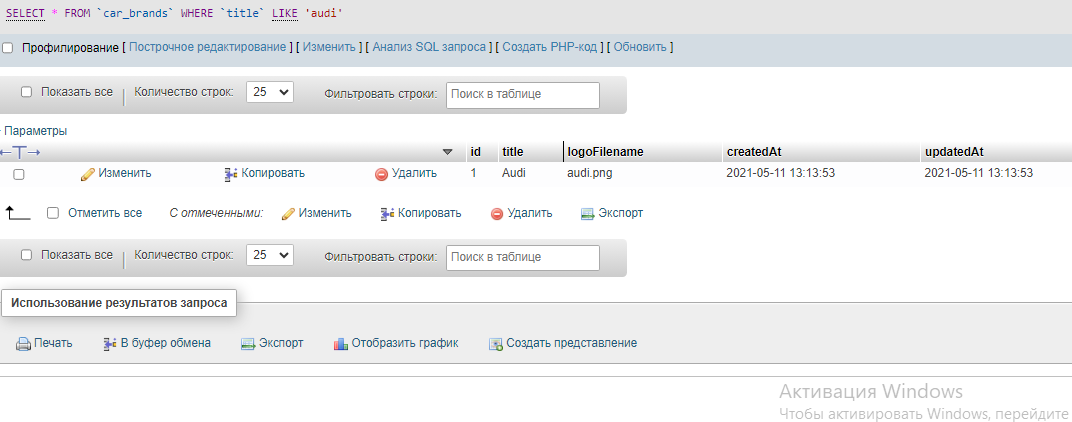 SELECT * FROM `car_brands` WHERE `title` LIKE 'audi'
Профилирование [ Построчное редактирование ] [ Изменить ] [ Анализ SQL запроса ] [ Создать PHP-код ] [ Обновить ]
Показать все Количество строк: 25 Фильтровать строки: Поиск в таблице
Параметры
id title logoFilename createdAt updatedAt
Изменить Копировать Удалить 1 Audi audi.png 2021-05-11 13:13:53 2021-05-11 13:13:53
Отметить все С отмеченными: Изменить Копировать Удалить Экспорт
Показать все Количество строк: 25 Фильтровать строки: Поиск в таблице
Использование результатов запроса
Печать В буфер обмена Экспорт Отобразить график Создать представление
Активация Windows
Чтобы активировать Windows, перейдите